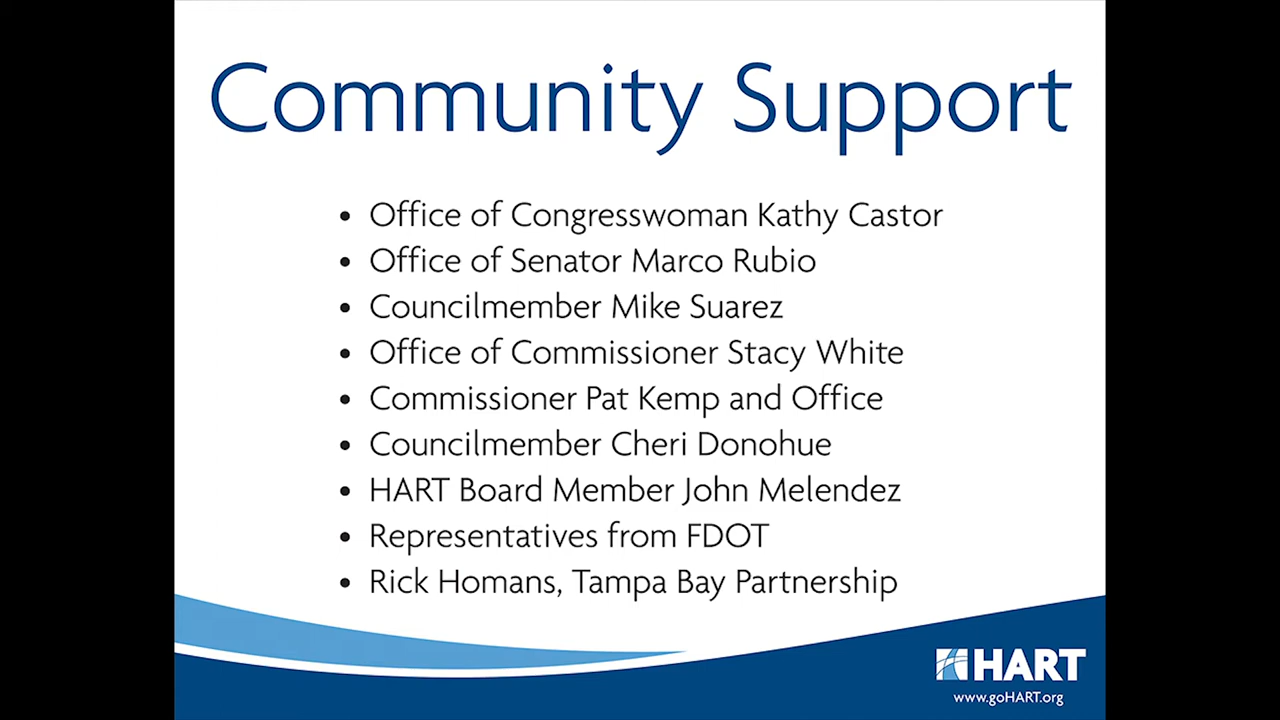 Community Support
• Office of Congresswoman Kathy Castor
• Office of Senator Marco Rubio
• Councilmember Mike Suarez
• Office of Commissioner Stacy White
• Commissioner Pat Kemp and Office
• Councilmember Cheri Donohue
• HART Board Member John Melendez
• Representatives from FDOT
• Rick Homans, Tampa Bay Partnership
HART
www.goHART.org